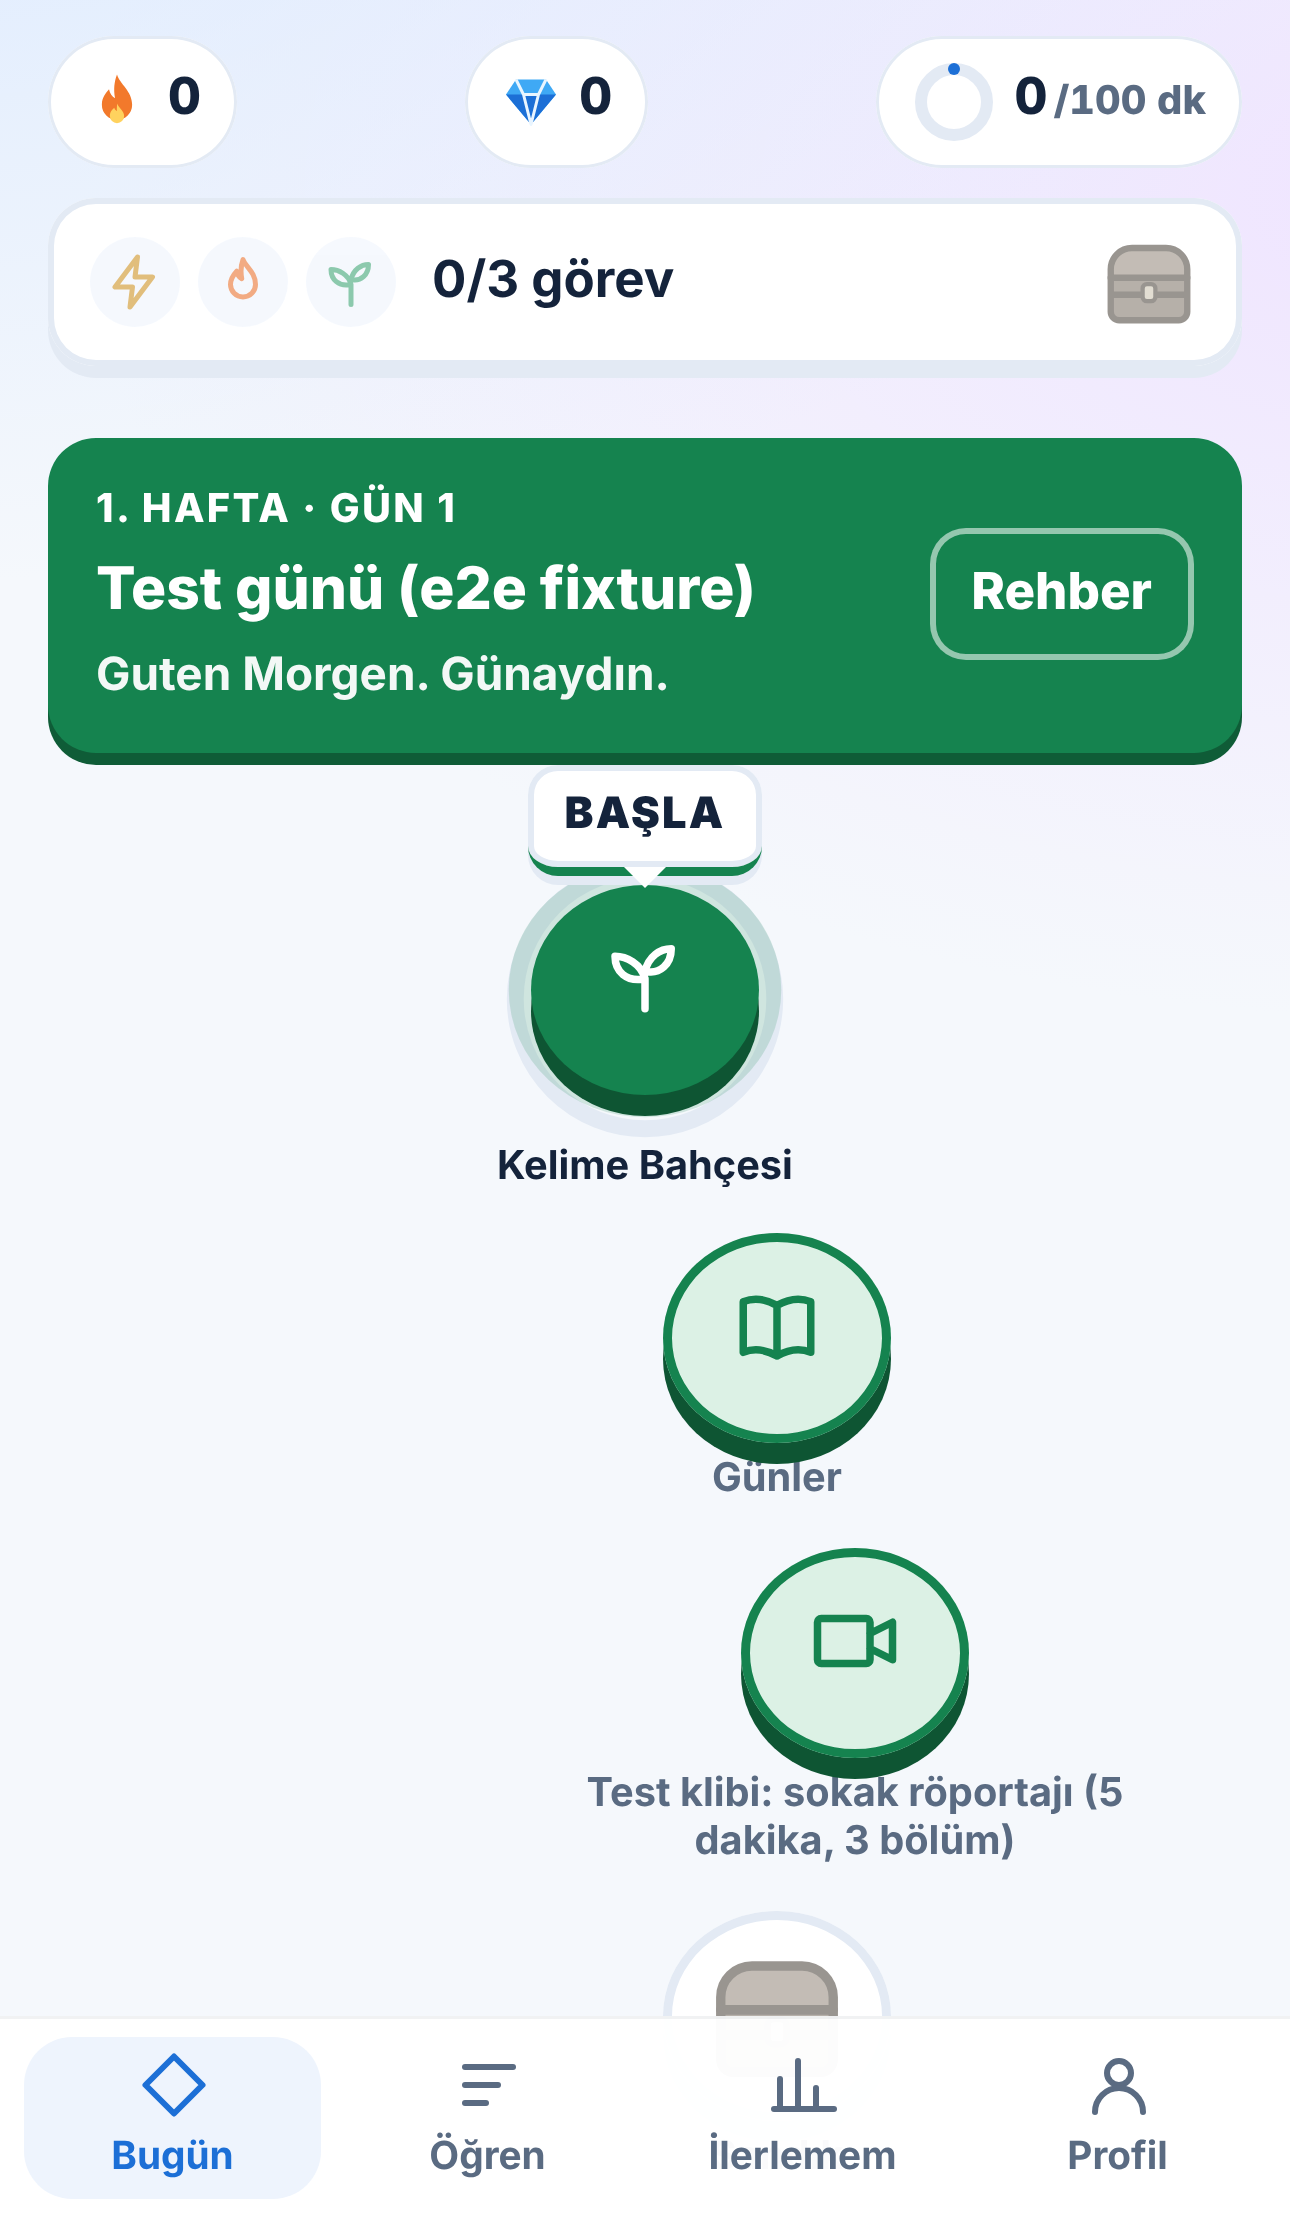 0
0
0/100 dk
0/3 görev
1. HAFTA · GÜN 1
Test günü (e2e fixture)
Guten Morgen. Günaydın.
Rehber
BAŞLA
Kelime Bahçesi
Günler
Test klibi: sokak röportajı (5
dakika, 3 bölüm)
Bugün
Öğren
İlerlemem
Profil